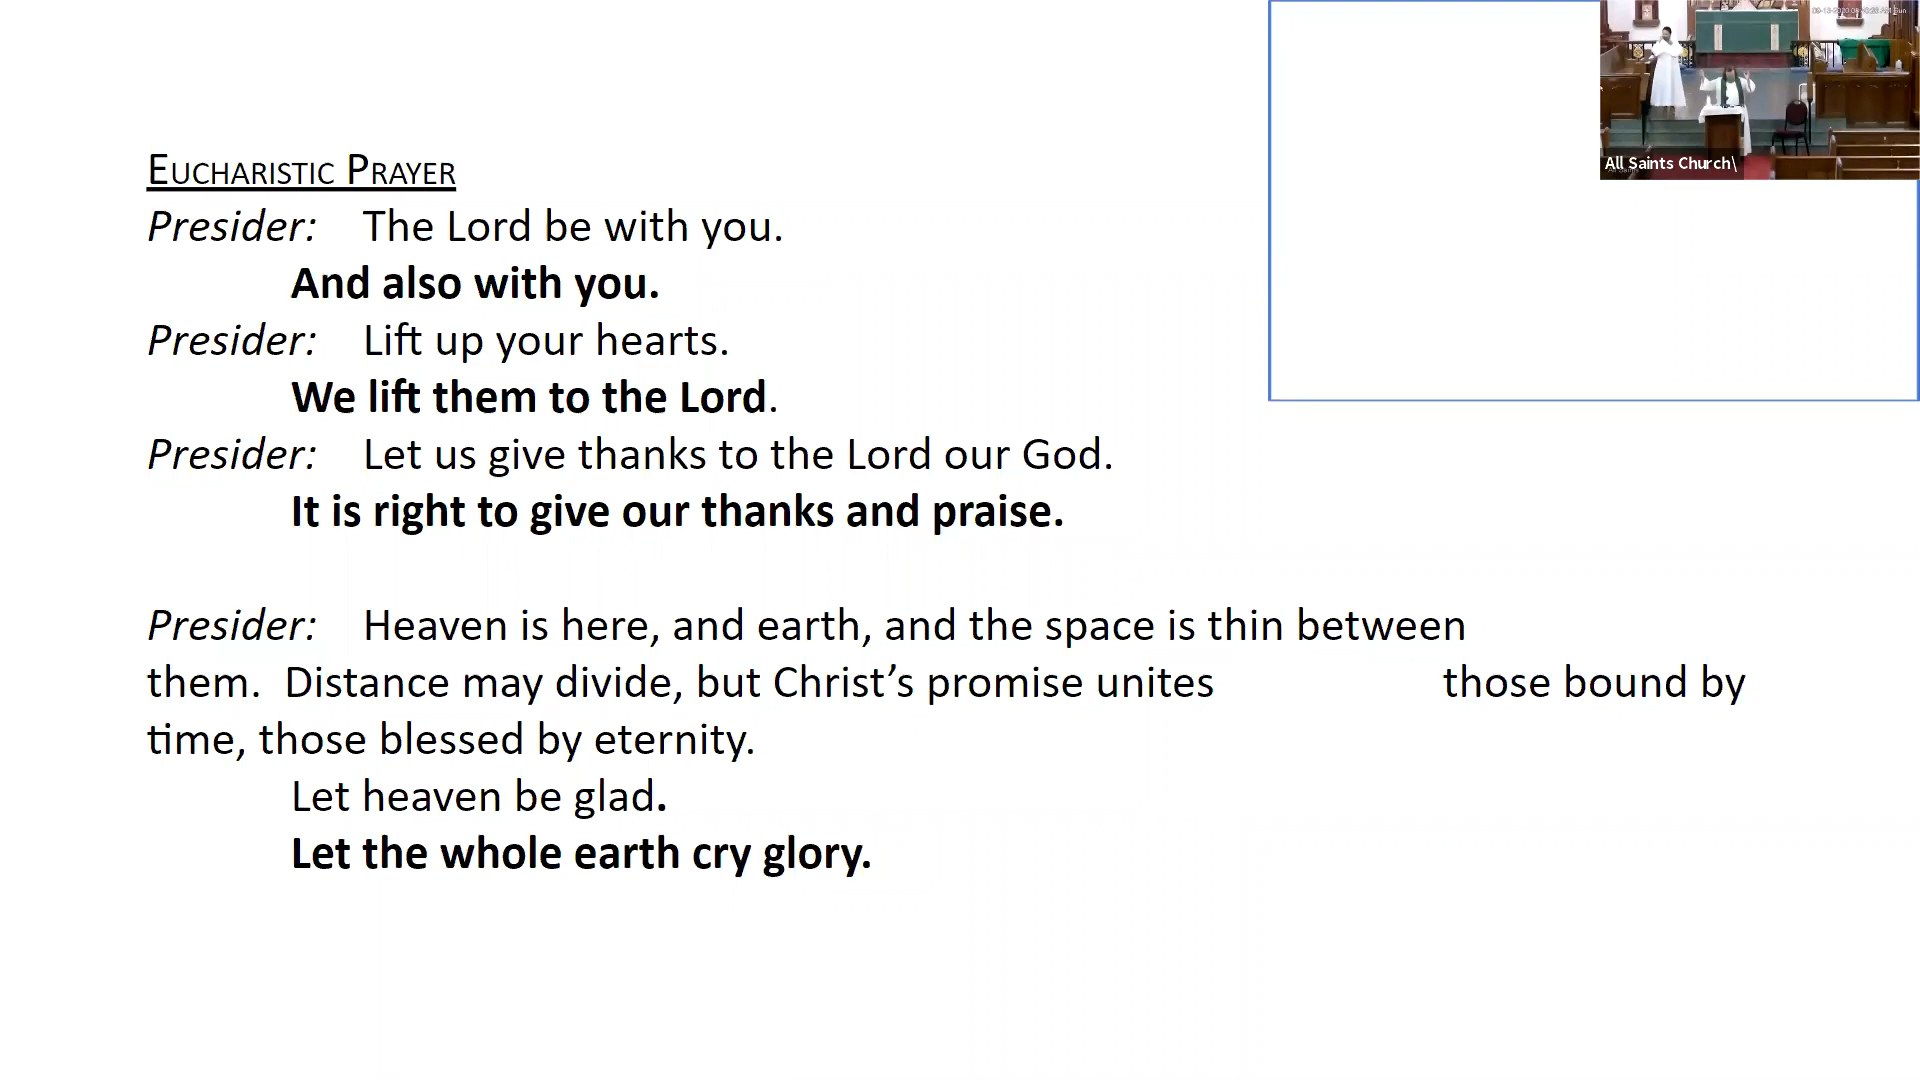 EUCHARISTIC PRAYER
Presider: The Lord be with you.
And also with you.
Presider: Lift up your hearts.
We lift them to the Lord.
Presider: Let us give thanks to the Lord our God.
It is right to give our thanks and praise.
Presider: Heaven is here, and earth, and the space is thin between
them. Distance may divide, but Christ’s promise unites those bound by
time, those blessed by eternity.
Let heaven be glad.
Let the whole earth cry glory.
All Saints Church\